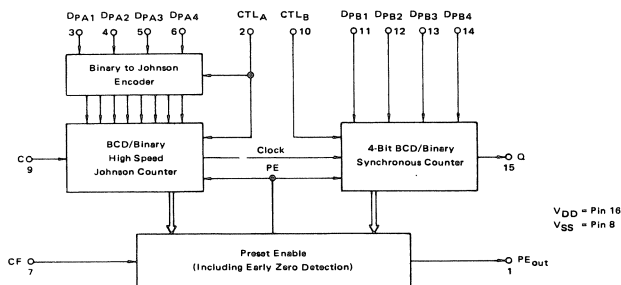 DPA1 DPA2 DPA3 DPA4 CTLA CTLB DPB1 DPB2 DPB3 DPB4
3 4 5 6 2 10 11 12 13 14
Binary to Johnson
Encoder
BCD/Binary
High Speed
Johnson Counter
Clock
PE
4-Bit BCD/Binary
Synchronous Counter
C
9
Q
15
VDD = Pin 16
VSS = Pin 8
CF
7
Preset Enable
(Including Early Zero Detection)
PEout
1